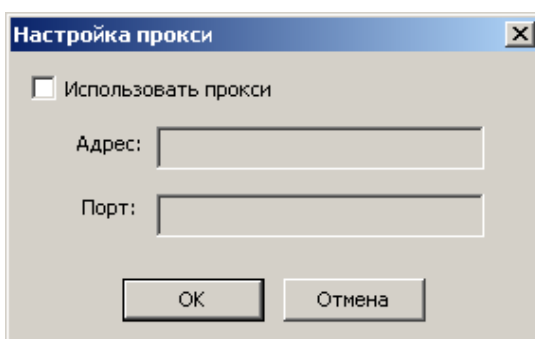 Настройка прокси
Использовать прокси
Адрес:
Порт:
OK
Отмена